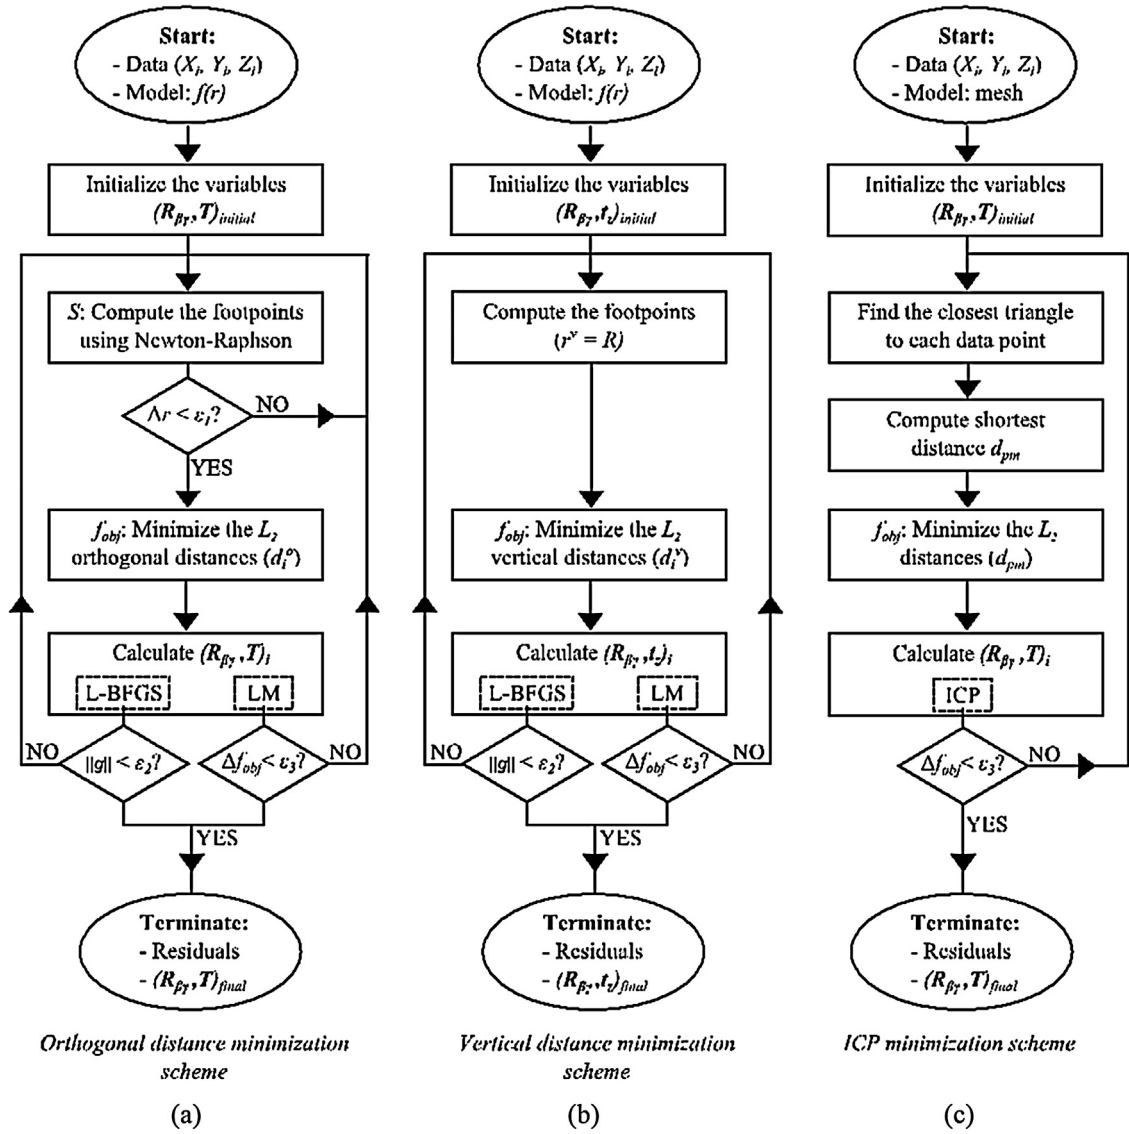 Start:
- Data (Xi, Yi, Zi)
- Model: f(r)
Initialize the variables
(Rβγ, T)initial
S: Compute the footpoints
using Newton-Raphson
Δr < ε1?
NO
YES
fobj: Minimize the L2
orthogonal distances (di^o)
Calculate (Rβγ, T)i
L-BFGS
LM
NO
||g|| < ε2?
Δfobj < ε3?
NO
YES
Terminate:
- Residuals
- (Rβγ, T)final
Orthogonal distance minimization
scheme
(a)
Start:
- Data (Xi, Yi, Zi)
- Model: f(r)
Initialize the variables
(Rβγ, tz)initial
Compute the footpoints
(r^v = R)
fobj: Minimize the L2
vertical distances (di^v)
Calculate (Rβγ, tz)i
L-BFGS
LM
NO
||g|| < ε2?
Δfobj < ε3?
NO
YES
Terminate:
- Residuals
- (Rβγ, tz)final
Vertical distance minimization
scheme
(b)
Start:
- Data (Xi, Yi, Zi)
- Model: mesh
Initialize the variables
(Rβγ, T)initial
Find the closest triangle
to each data point
Compute shortest
distance dpm
fobj: Minimize the L2
distances (dpm)
Calculate (Rβγ, T)i
ICP
Δfobj < ε3?
NO
YES
Terminate:
- Residuals
- (Rβγ, T)final
ICP minimization scheme
(c)